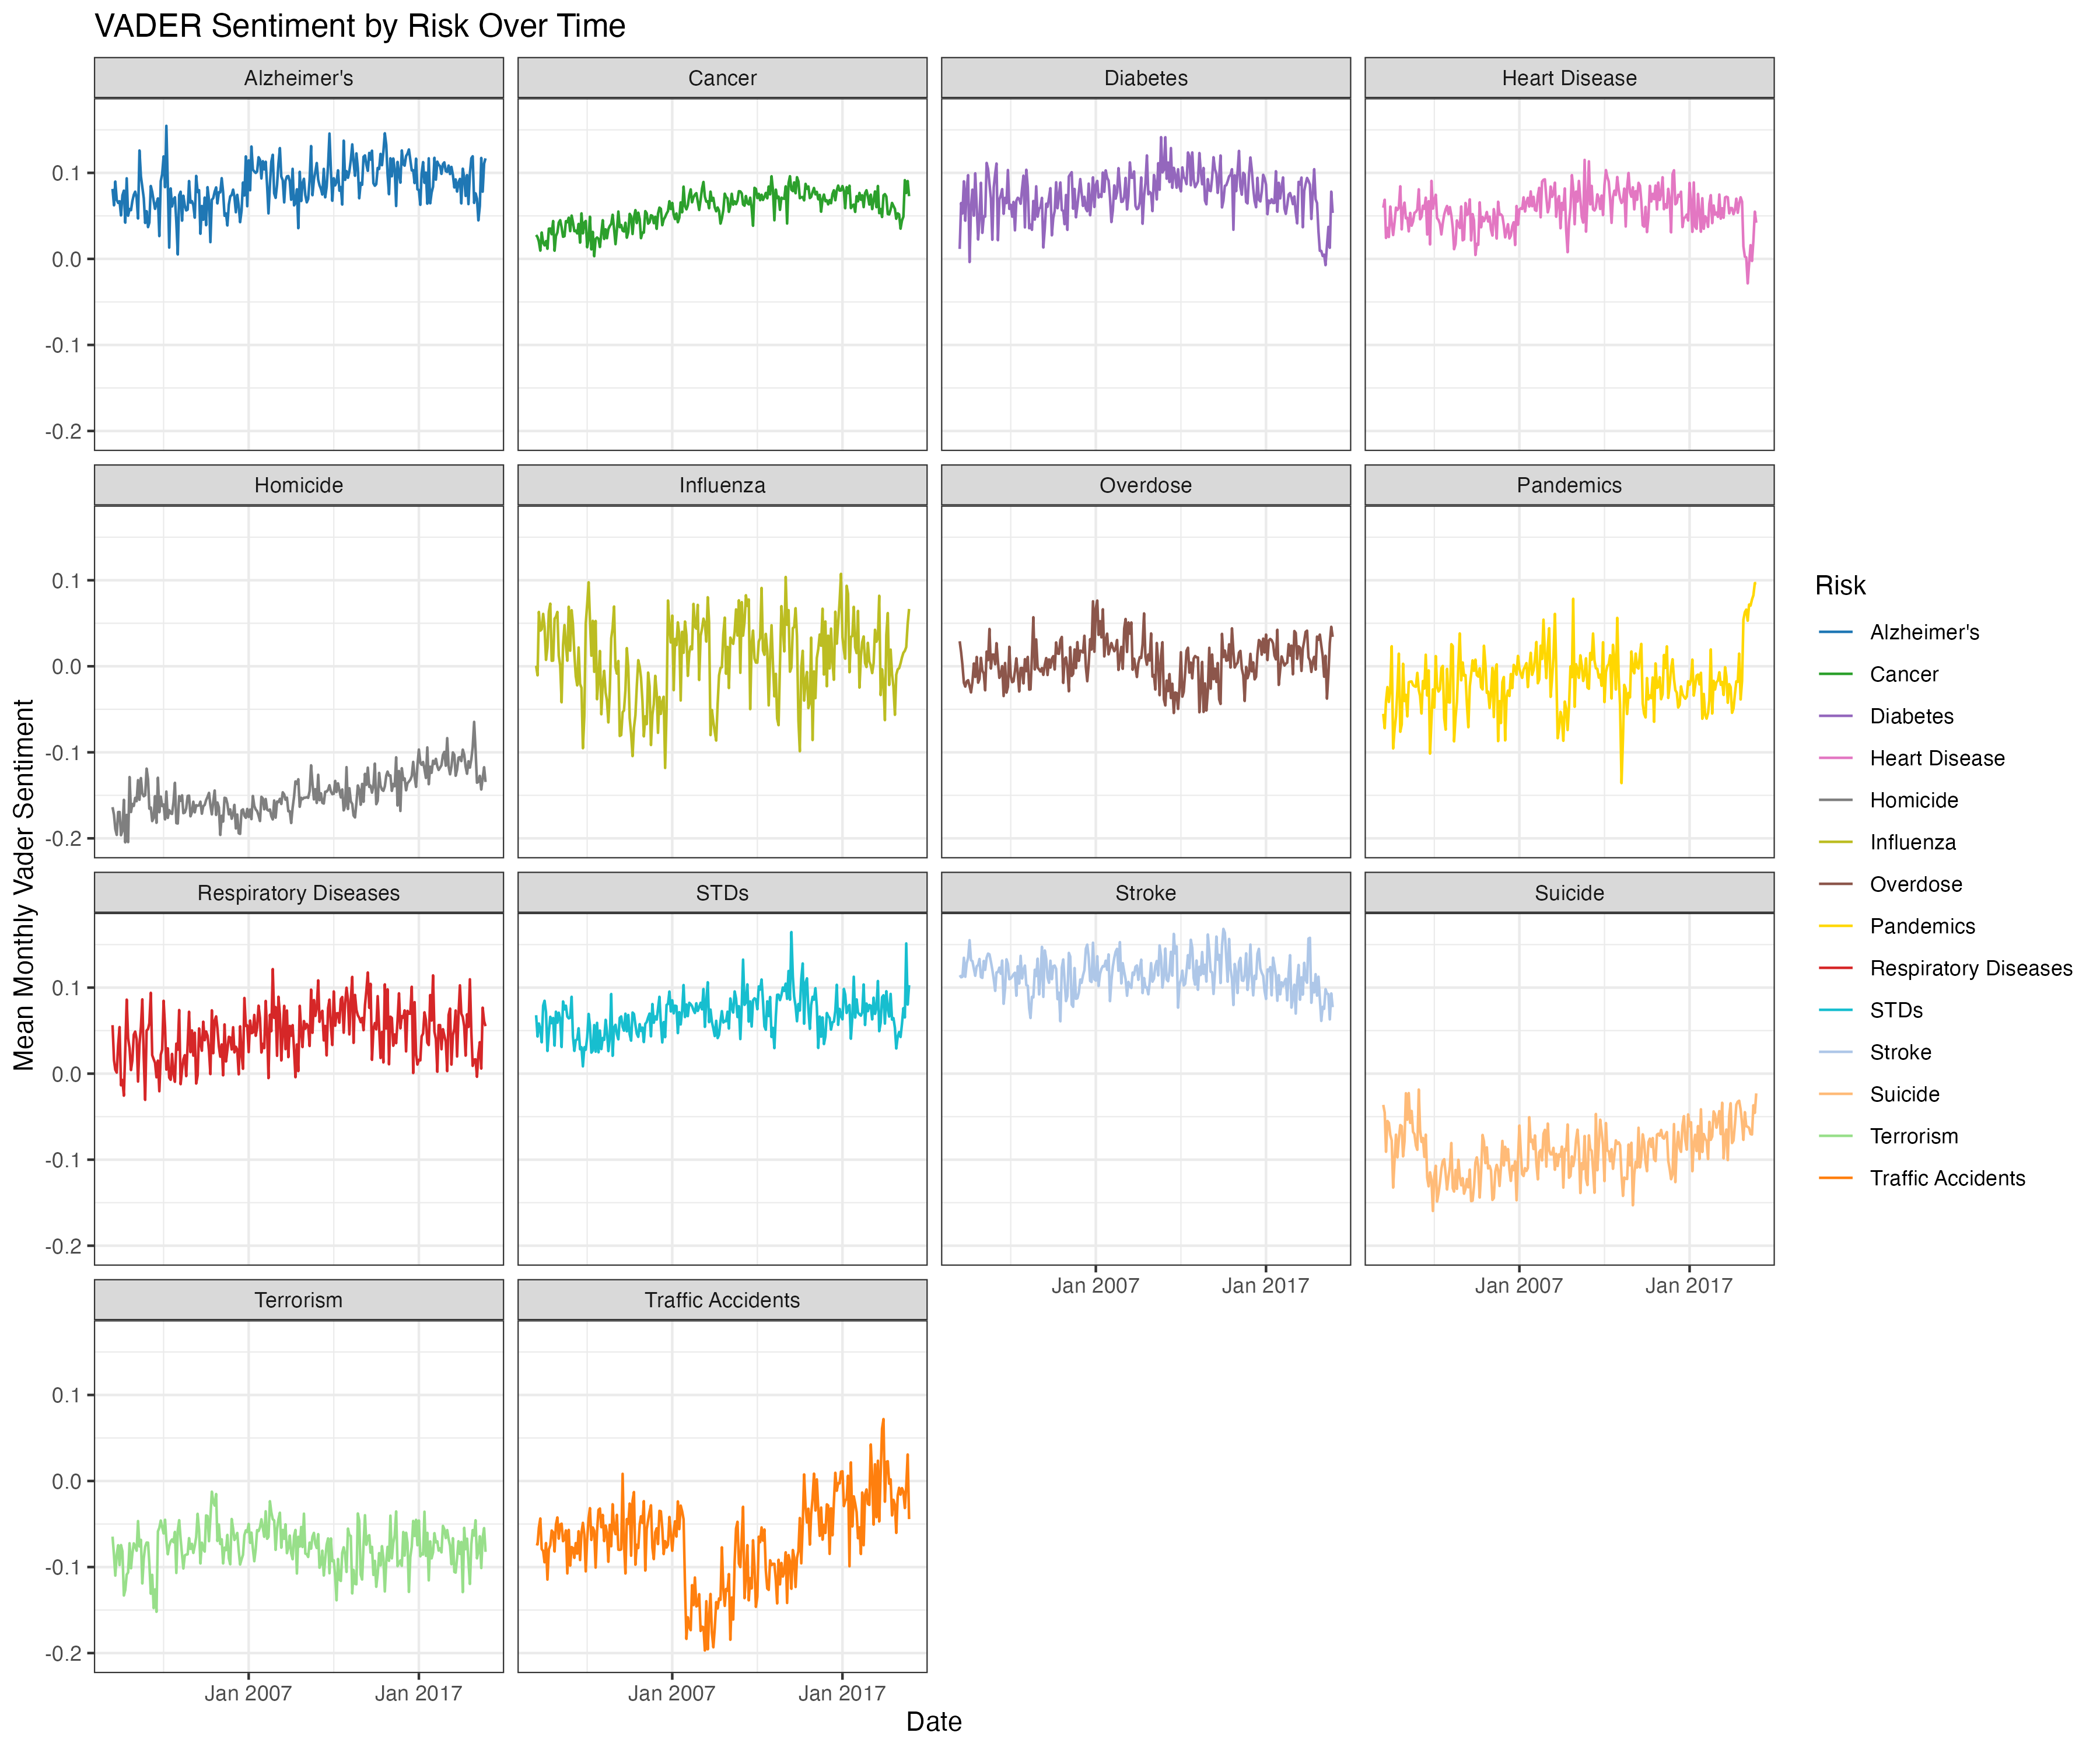 VADER Sentiment by Risk Over Time
Alzheimer's
Cancer
Diabetes
Heart Disease
0.1
0.0
-0.1
-0.2
Homicide
Influenza
Overdose
Pandemics
0.1
0.0
-0.1
-0.2
Respiratory Diseases
STDs
Stroke
Suicide
0.1
0.0
-0.1
-0.2
Jan 2007
Jan 2017
Jan 2007
Jan 2017
Terrorism
Traffic Accidents
0.1
0.0
-0.1
-0.2
Jan 2007
Jan 2017
Jan 2007
Jan 2017
Date
Mean Monthly Vader Sentiment
Risk
Alzheimer's
Cancer
Diabetes
Heart Disease
Homicide
Influenza
Overdose
Pandemics
Respiratory Diseases
STDs
Stroke
Suicide
Terrorism
Traffic Accidents